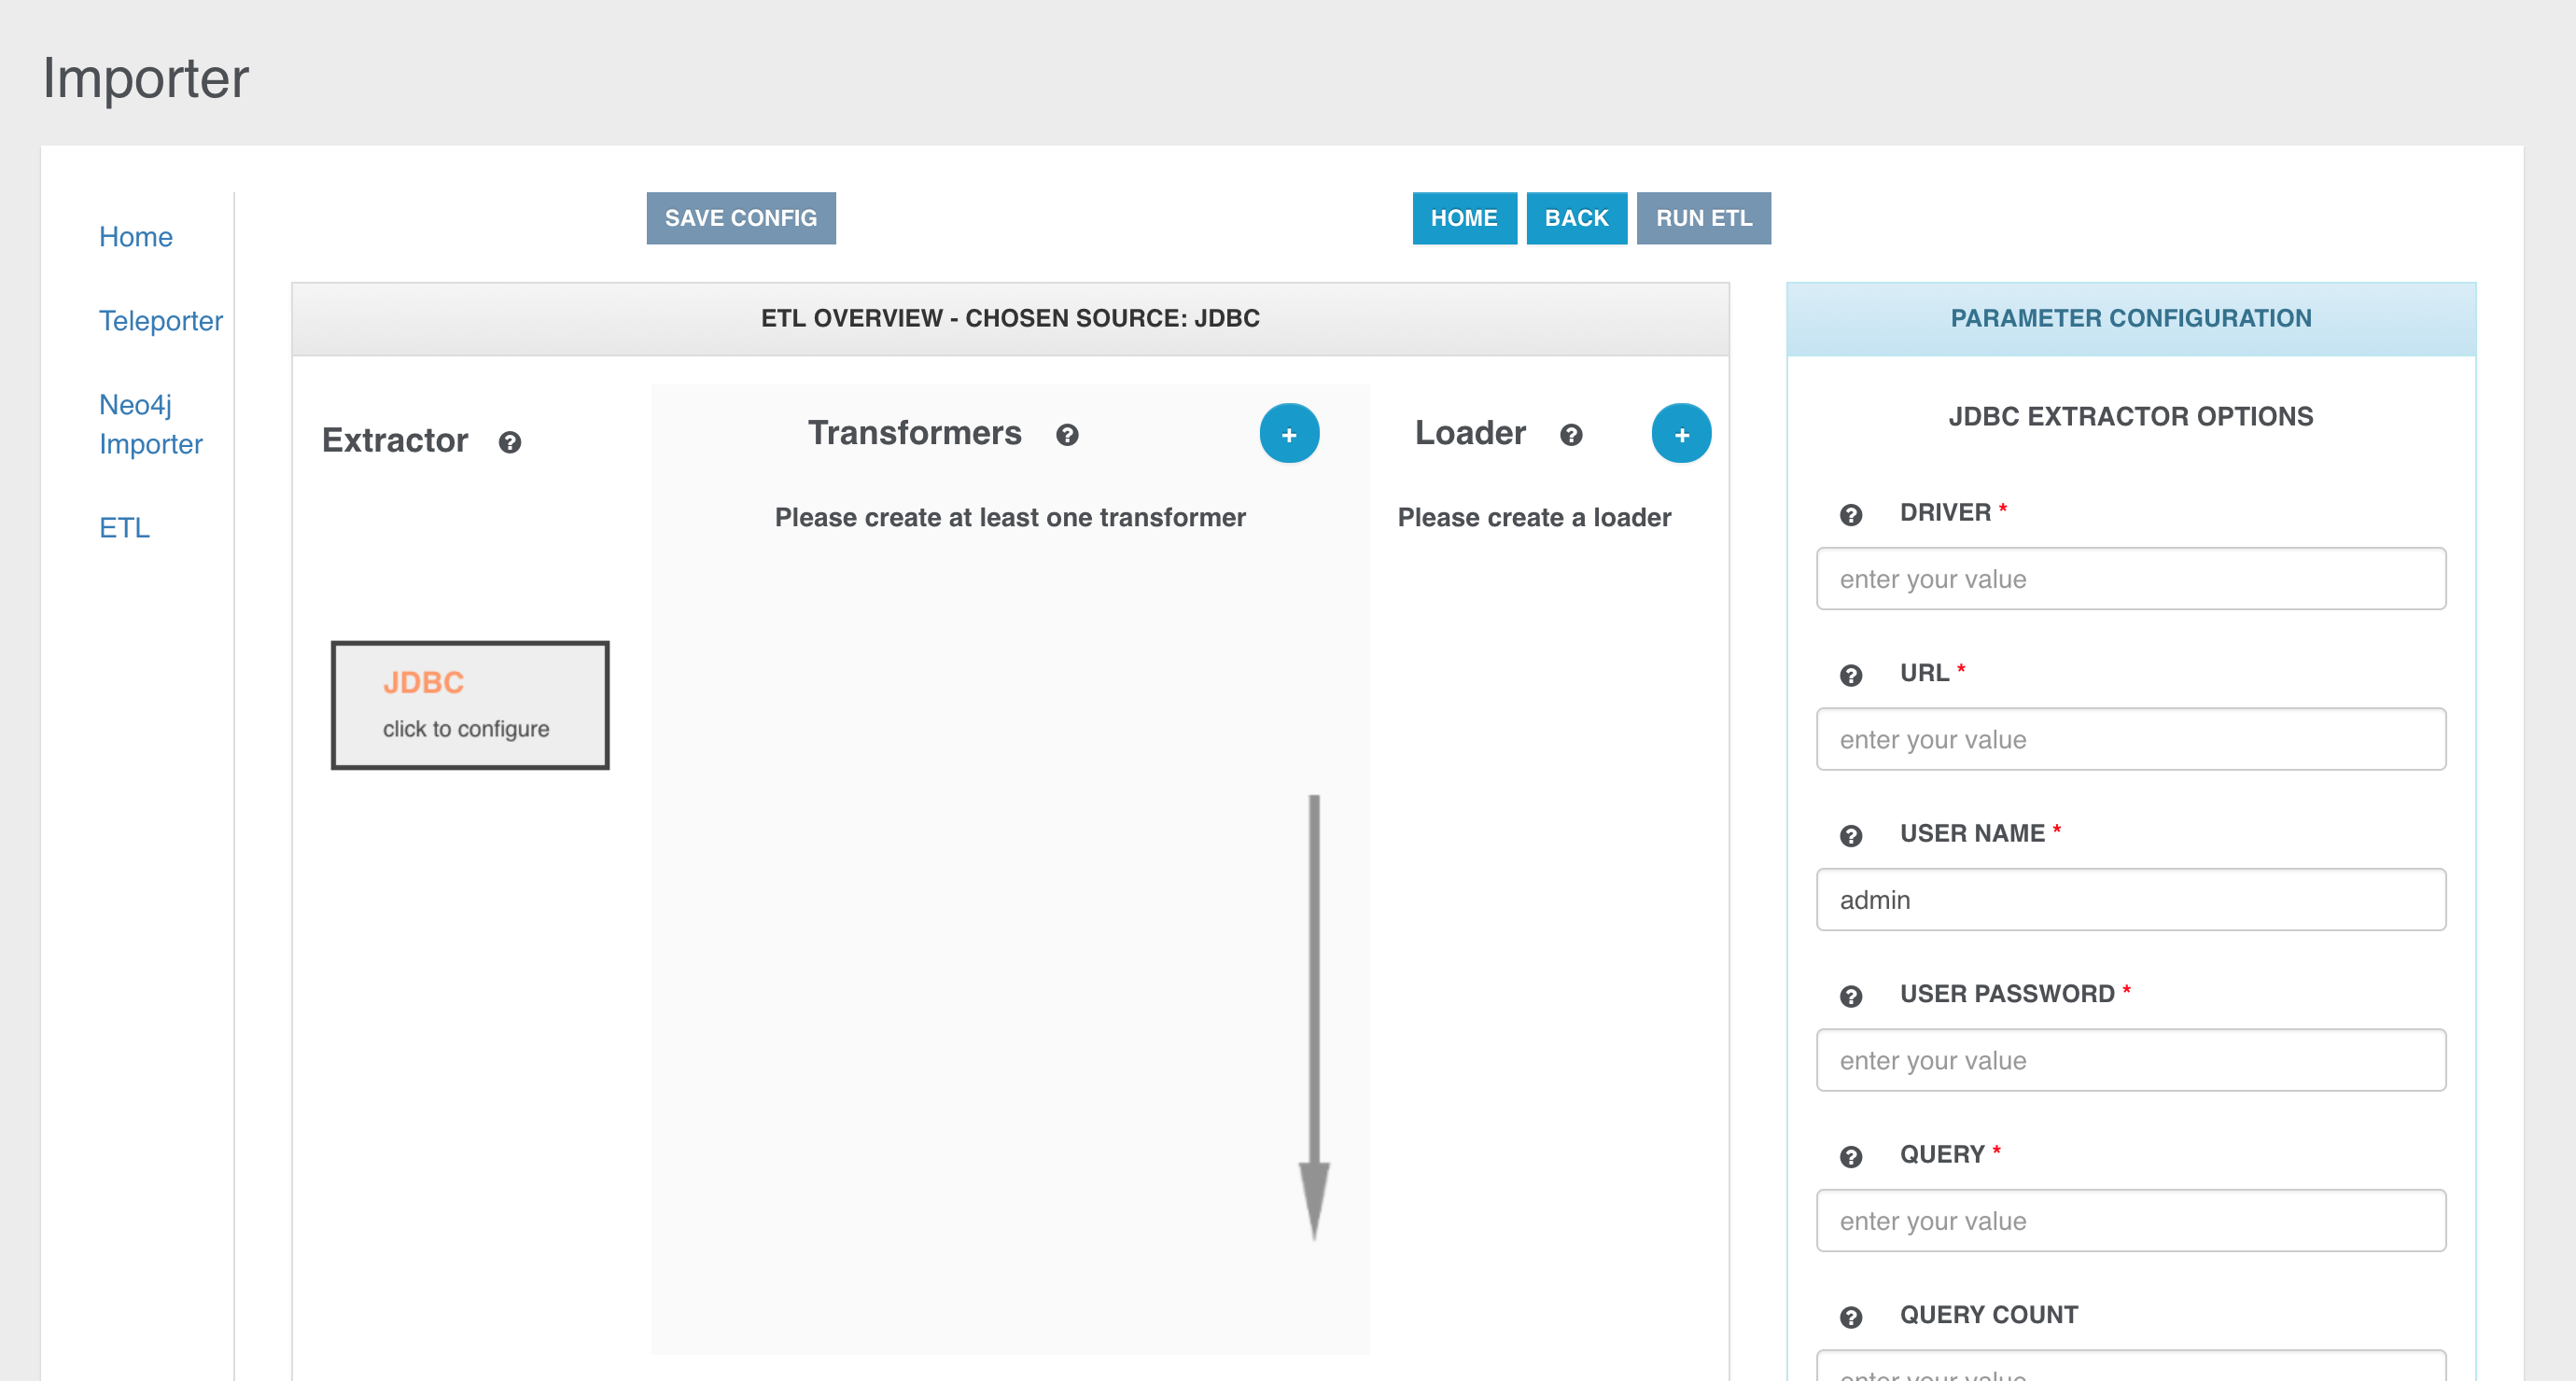 Importer
Home
Teleporter
Neo4j
Importer
ETL
SAVE CONFIG
HOME
BACK
RUN ETL
ETL OVERVIEW - CHOSEN SOURCE: JDBC
Extractor
Transformers
+
Loader
+
Please create at least one transformer
Please create a loader
JDBC
click to configure
PARAMETER CONFIGURATION
JDBC EXTRACTOR OPTIONS
DRIVER *
enter your value
URL *
enter your value
USER NAME *
admin
USER PASSWORD *
enter your value
QUERY *
enter your value
QUERY COUNT
enter your value